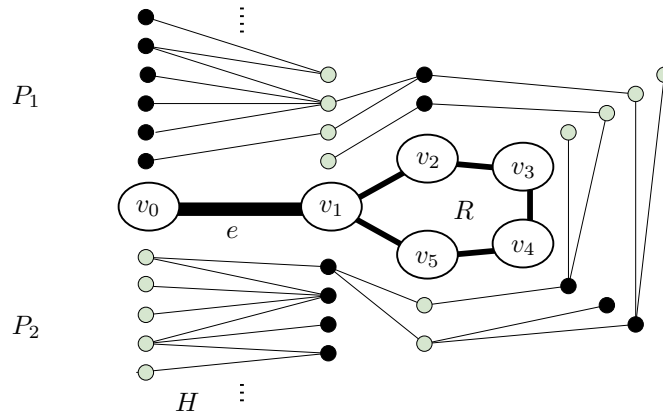 P₁
v₂
v₃
v₀
v₁
R
e
v₅
v₄
P₂
H